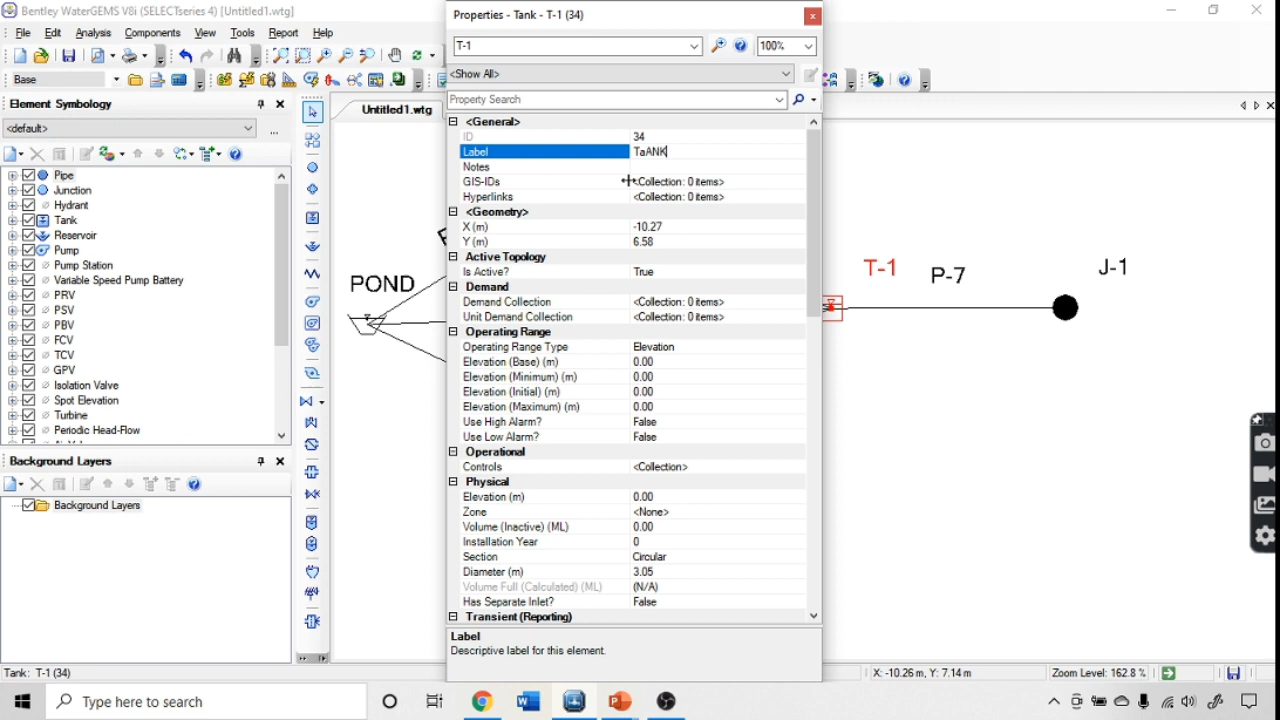 Bentley WaterGEMS V8i (SELECTseries 4) [Untitled1.wtg]
File Edit Analysis Components View Tools Report Help
Base
Element Symbology
<default>
Pipe
Junction
Hydrant
Tank
Reservoir
Pump
Pump Station
Variable Speed Pump Battery
PRV
PSV
PBV
FCV
TCV
GPV
Isolation Valve
Spot Elevation
Turbine
Periodic Head-Flow
Background Layers
Background Layers
Untitled1.wtg
POND
Properties - Tank - T-1 (34)
T-1
100%
<Show All>
Property Search
<General>
ID 34
Label TaANK
Notes
GIS-IDs <Collection: 0 items>
Hyperlinks <Collection: 0 items>
<Geometry>
X (m) -10.27
Y (m) 6.58
Active Topology
Is Active? True
Demand
Demand Collection <Collection: 0 items>
Unit Demand Collection <Collection: 0 items>
Operating Range
Operating Range Type Elevation
Elevation (Base) (m) 0.00
Elevation (Minimum) (m) 0.00
Elevation (Initial) (m) 0.00
Elevation (Maximum) (m) 0.00
Use High Alarm? False
Use Low Alarm? False
Operational
Controls <Collection>
Physical
Elevation (m) 0.00
Zone <None>
Volume (Inactive) (ML) 0.00
Installation Year 0
Section Circular
Diameter (m) 3.05
Volume Full (Calculated) (ML) (N/A)
Has Separate Inlet? False
Transient (Reporting)
Label
Descriptive label for this element.
T-1
P-7
J-1
Tank: T-1 (34)
X: -10.26 m, Y: 7.14 m
Zoom Level: 162.8 %
Type here to search